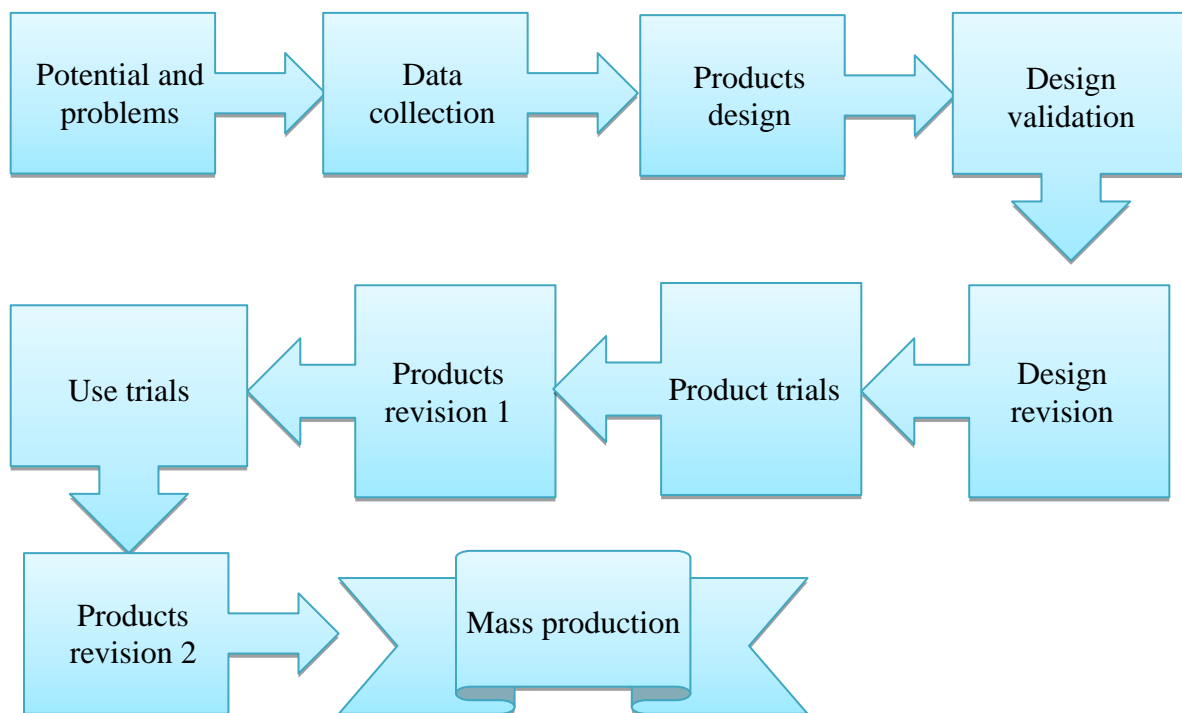 Potential and
problems
Data
collection
Products
design
Design
validation
Design
revision
Product trials
Products
revision 1
Use trials
Products
revision 2
Mass production